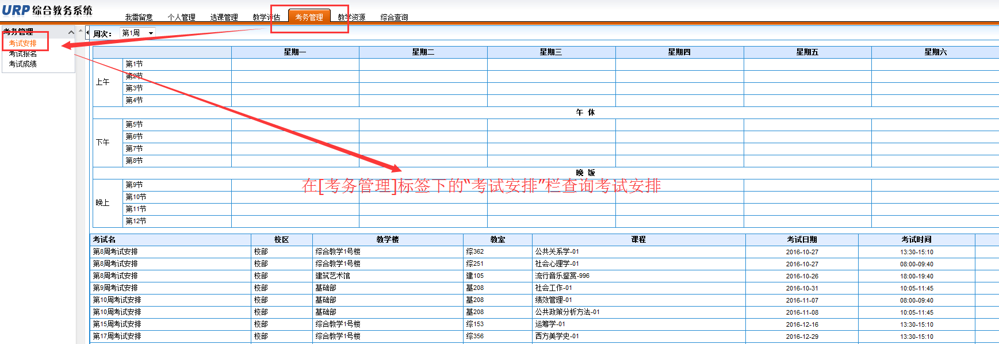 URP 综合教务系统
我需留意 个人管理 选课管理 教学评估 考务管理 教学资源 综合查询
考务管理
考试安排
考试报名
考试成绩
周次： 第1周
星期一 星期二 星期三 星期四 星期五 星期六
上午
第1节
第2节
第3节
第4节
午 休
下午
第5节
第6节
第7节
第8节
晚 饭
晚上
第9节
第10节
第11节
第12节
在[考务管理]标签下的“考试安排”栏查询考试安排
考试名 校区 教学楼 教室 课程 考试日期 考试时间
第8周考试安排 校部 综合教学1号楼 综362 公共关系学-01 2016-10-27 13:30-15:10
第8周考试安排 校部 综合教学1号楼 综251 社会心理学-01 2016-10-27 08:00-09:40
第8周考试安排 校部 建筑艺术馆 建105 流行音乐鉴赏-996 2016-10-26 18:00-19:40
第9周考试安排 校部 基础部 基208 社会工作-01 2016-10-31 10:05-11:45
第10周考试安排 校部 基础部 基208 绩效管理-01 2016-11-07 08:00-09:40
第10周考试安排 校部 基础部 基208 公共政策分析方法-01 2016-11-08 10:05-11:45
第15周考试安排 校部 综合教学1号楼 综153 运筹学-01 2016-12-16 13:30-15:10
第17周考试安排 校部 综合教学1号楼 综356 西方美学史-01 2016-12-29 13:30-15:10